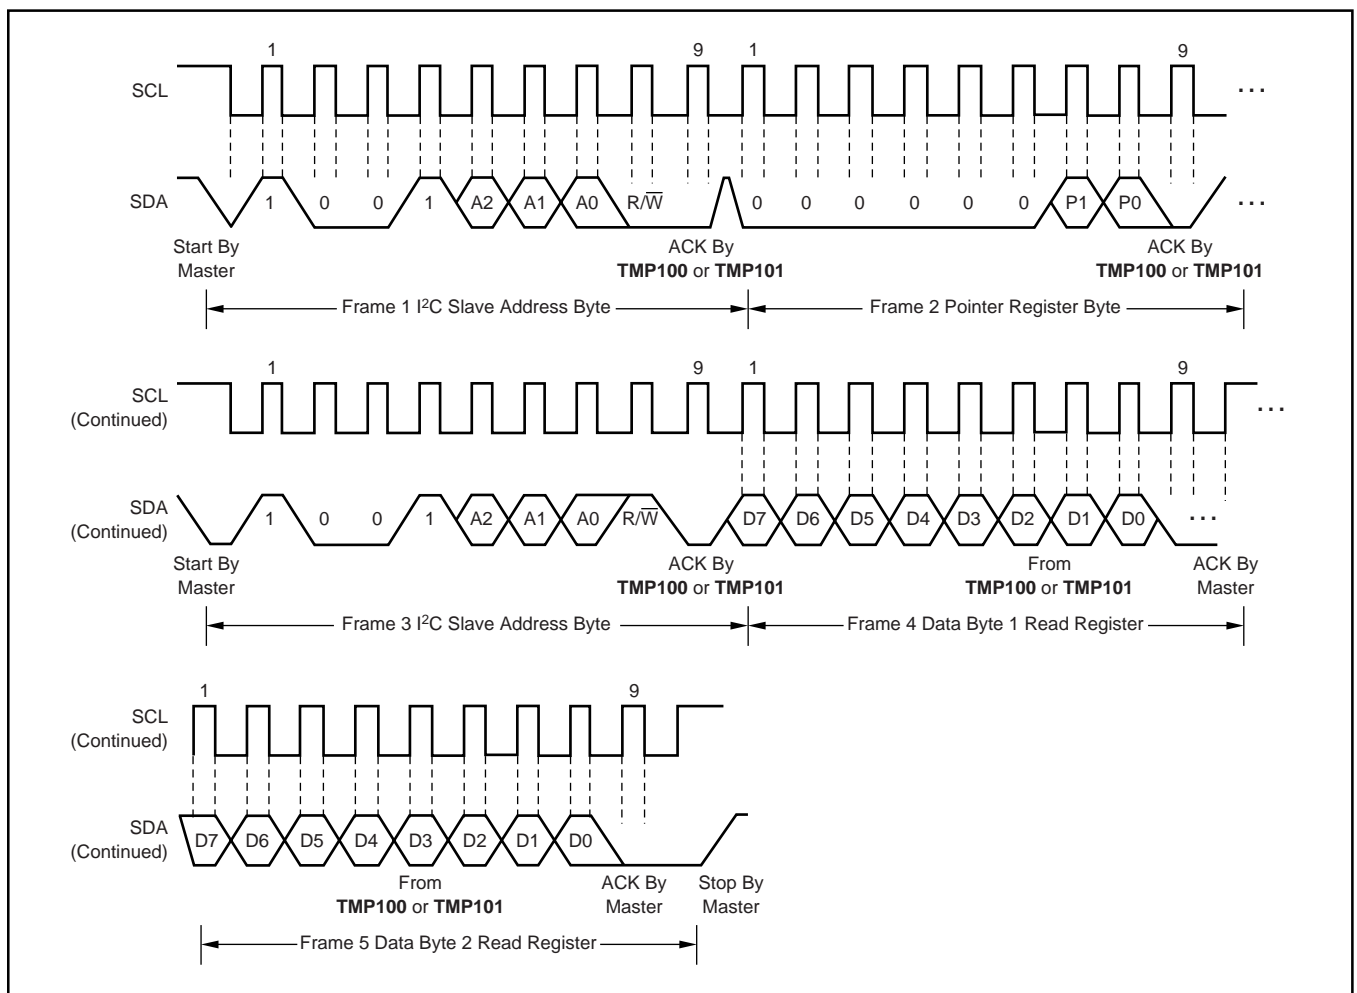 1 9 1 9
SCL ...
SDA 1 0 0 1 A2 A1 A0 R/W̅ 0 0 0 0 0 0 P1 P0 ...
Start By ACK By ACK By
Master TMP100 or TMP101 TMP100 or TMP101
Frame 1 I²C Slave Address Byte Frame 2 Pointer Register Byte
1 9 1 9
SCL
(Continued) ...
SDA
(Continued) 1 0 0 1 A2 A1 A0 R/W̅ D7 D6 D5 D4 D3 D2 D1 D0 ...
Start By ACK By From ACK By
Master TMP100 or TMP101 TMP100 or TMP101 Master
Frame 3 I²C Slave Address Byte Frame 4 Data Byte 1 Read Register
1 9
SCL
(Continued)
SDA
(Continued) D7 D6 D5 D4 D3 D2 D1 D0
From ACK By Stop By
TMP100 or TMP101 Master Master
Frame 5 Data Byte 2 Read Register